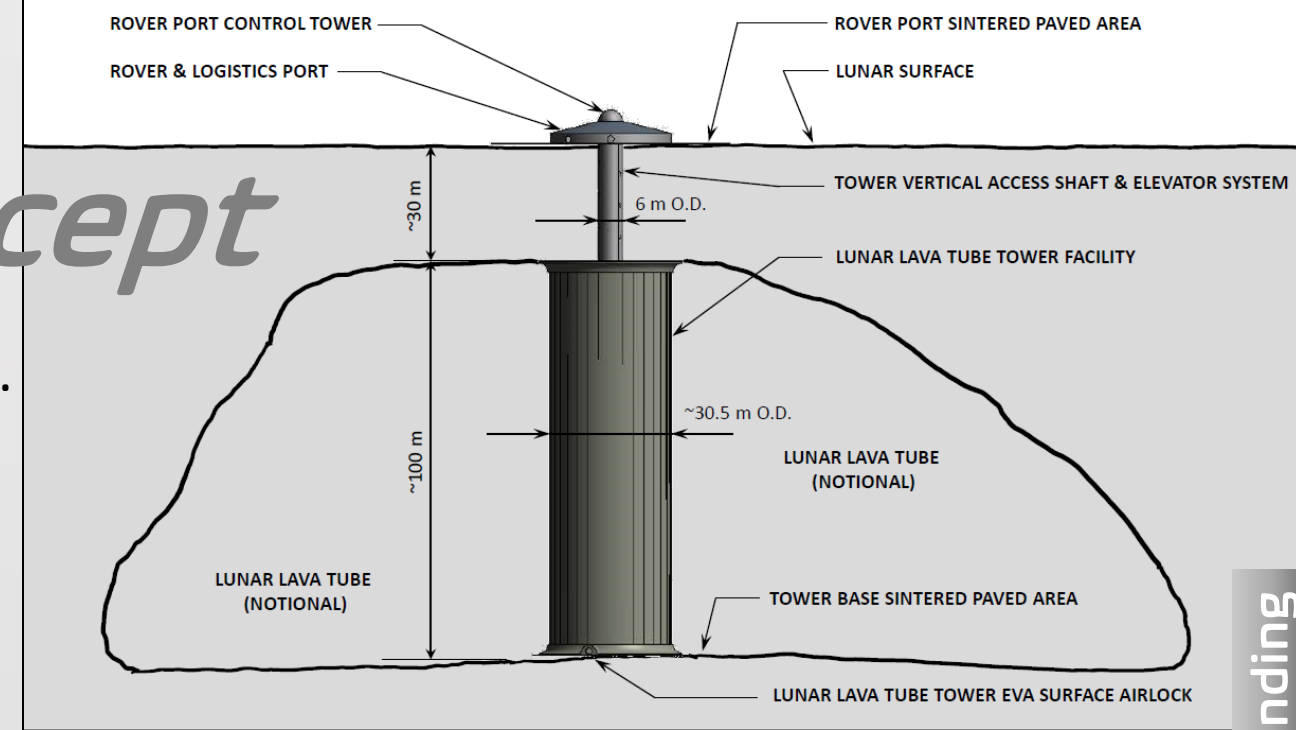 ROVER PORT CONTROL TOWER
ROVER PORT SINTERED PAVED AREA
ROVER & LOGISTICS PORT
LUNAR SURFACE
TOWER VERTICAL ACCESS SHAFT & ELEVATOR SYSTEM
~30 m
6 m O.D.
cept
LUNAR LAVA TUBE TOWER FACILITY
.
~30.5 m O.D.
~100 m
LUNAR LAVA TUBE
(NOTIONAL)
LUNAR LAVA TUBE
(NOTIONAL)
TOWER BASE SINTERED PAVED AREA
LUNAR LAVA TUBE TOWER EVA SURFACE AIRLOCK
nding